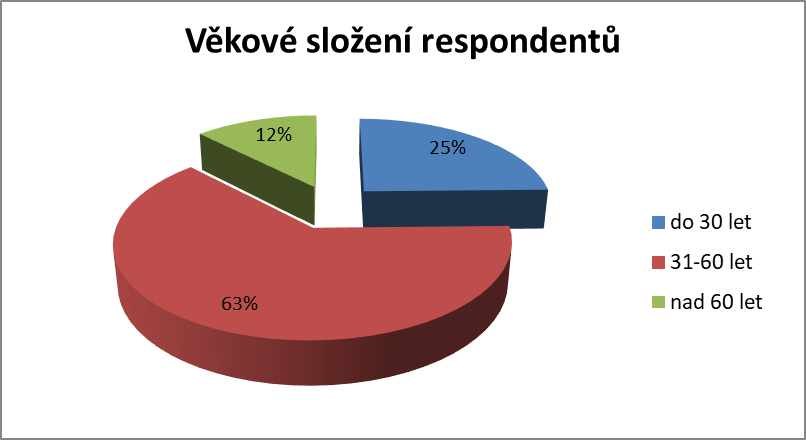 Věkové složení respondentů
12%
25%
63%
do 30 let
31-60 let
nad 60 let